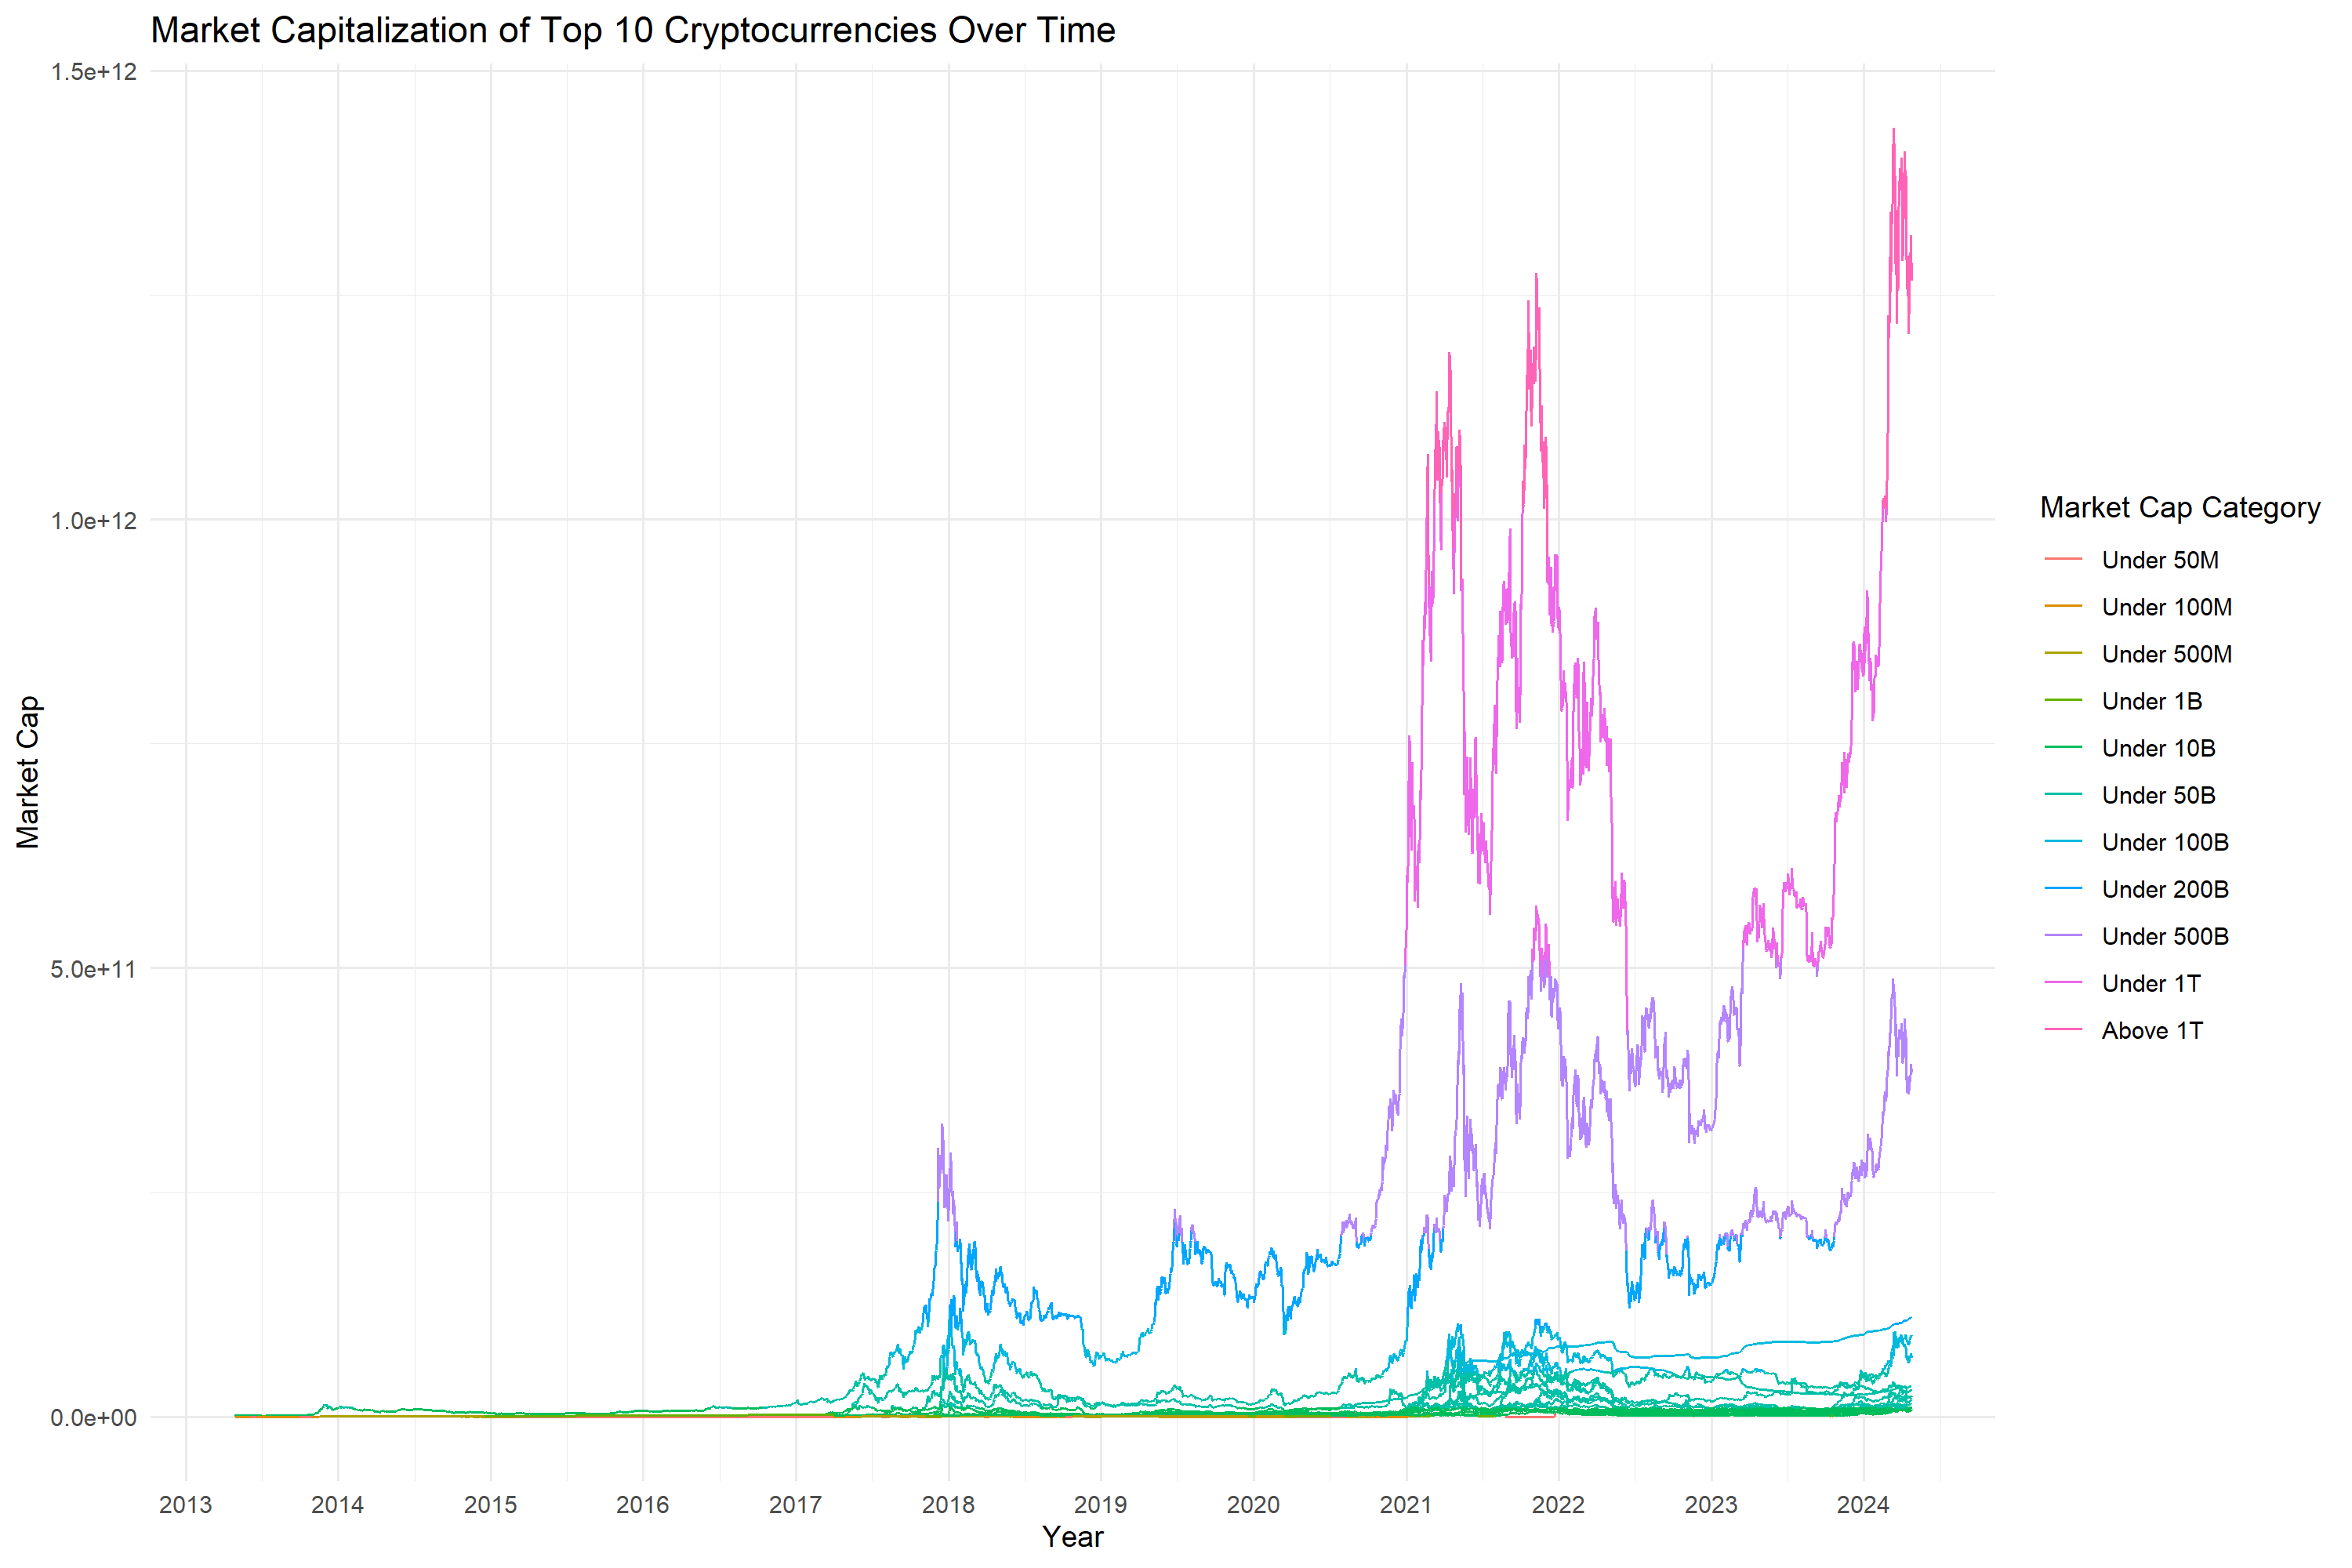 Market Capitalization of Top 10 Cryptocurrencies Over Time
1.5e+12
1.0e+12
5.0e+11
0.0e+00
Market Cap
2013 2014 2015 2016 2017 2018 2019 2020 2021 2022 2023 2024
Year
Market Cap Category
Under 50M
Under 100M
Under 500M
Under 1B
Under 10B
Under 50B
Under 100B
Under 200B
Under 500B
Under 1T
Above 1T